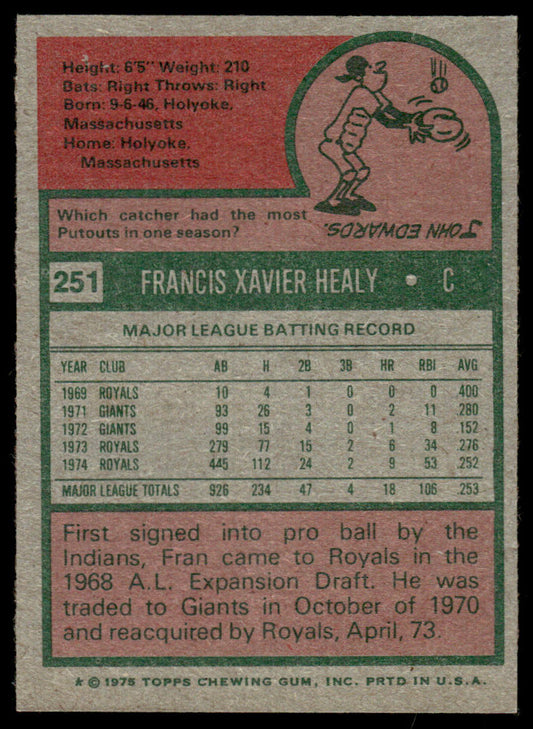 Height: 6'5" Weight: 210
Bats: Right Throws: Right
Born: 9-6-46, Holyoke,
Massachusetts
Home: Holyoke,
Massachusetts
Which catcher had the most
Putouts in one season?
JOHN EDWARDS.
251 FRANCIS XAVIER HEALY • C
MAJOR LEAGUE BATTING RECORD
YEAR CLUB AB H 2B 3B HR RBI AVG
1969 ROYALS 10 4 1 0 0 0 .400
1971 GIANTS 93 26 3 0 2 11 .280
1972 GIANTS 99 15 4 0 1 8 .152
1973 ROYALS 279 77 15 2 6 34 .276
1974 ROYALS 445 112 24 2 9 53 .252
MAJOR LEAGUE TOTALS 926 234 47 4 18 106 .253
First signed into pro ball by the
Indians, Fran came to Royals in the
1968 A.L. Expansion Draft. He was
traded to Giants in October of 1970
and reacquired by Royals, April, 73.
* © 1975 TOPPS CHEWING GUM, INC. PRTD IN U.S.A.